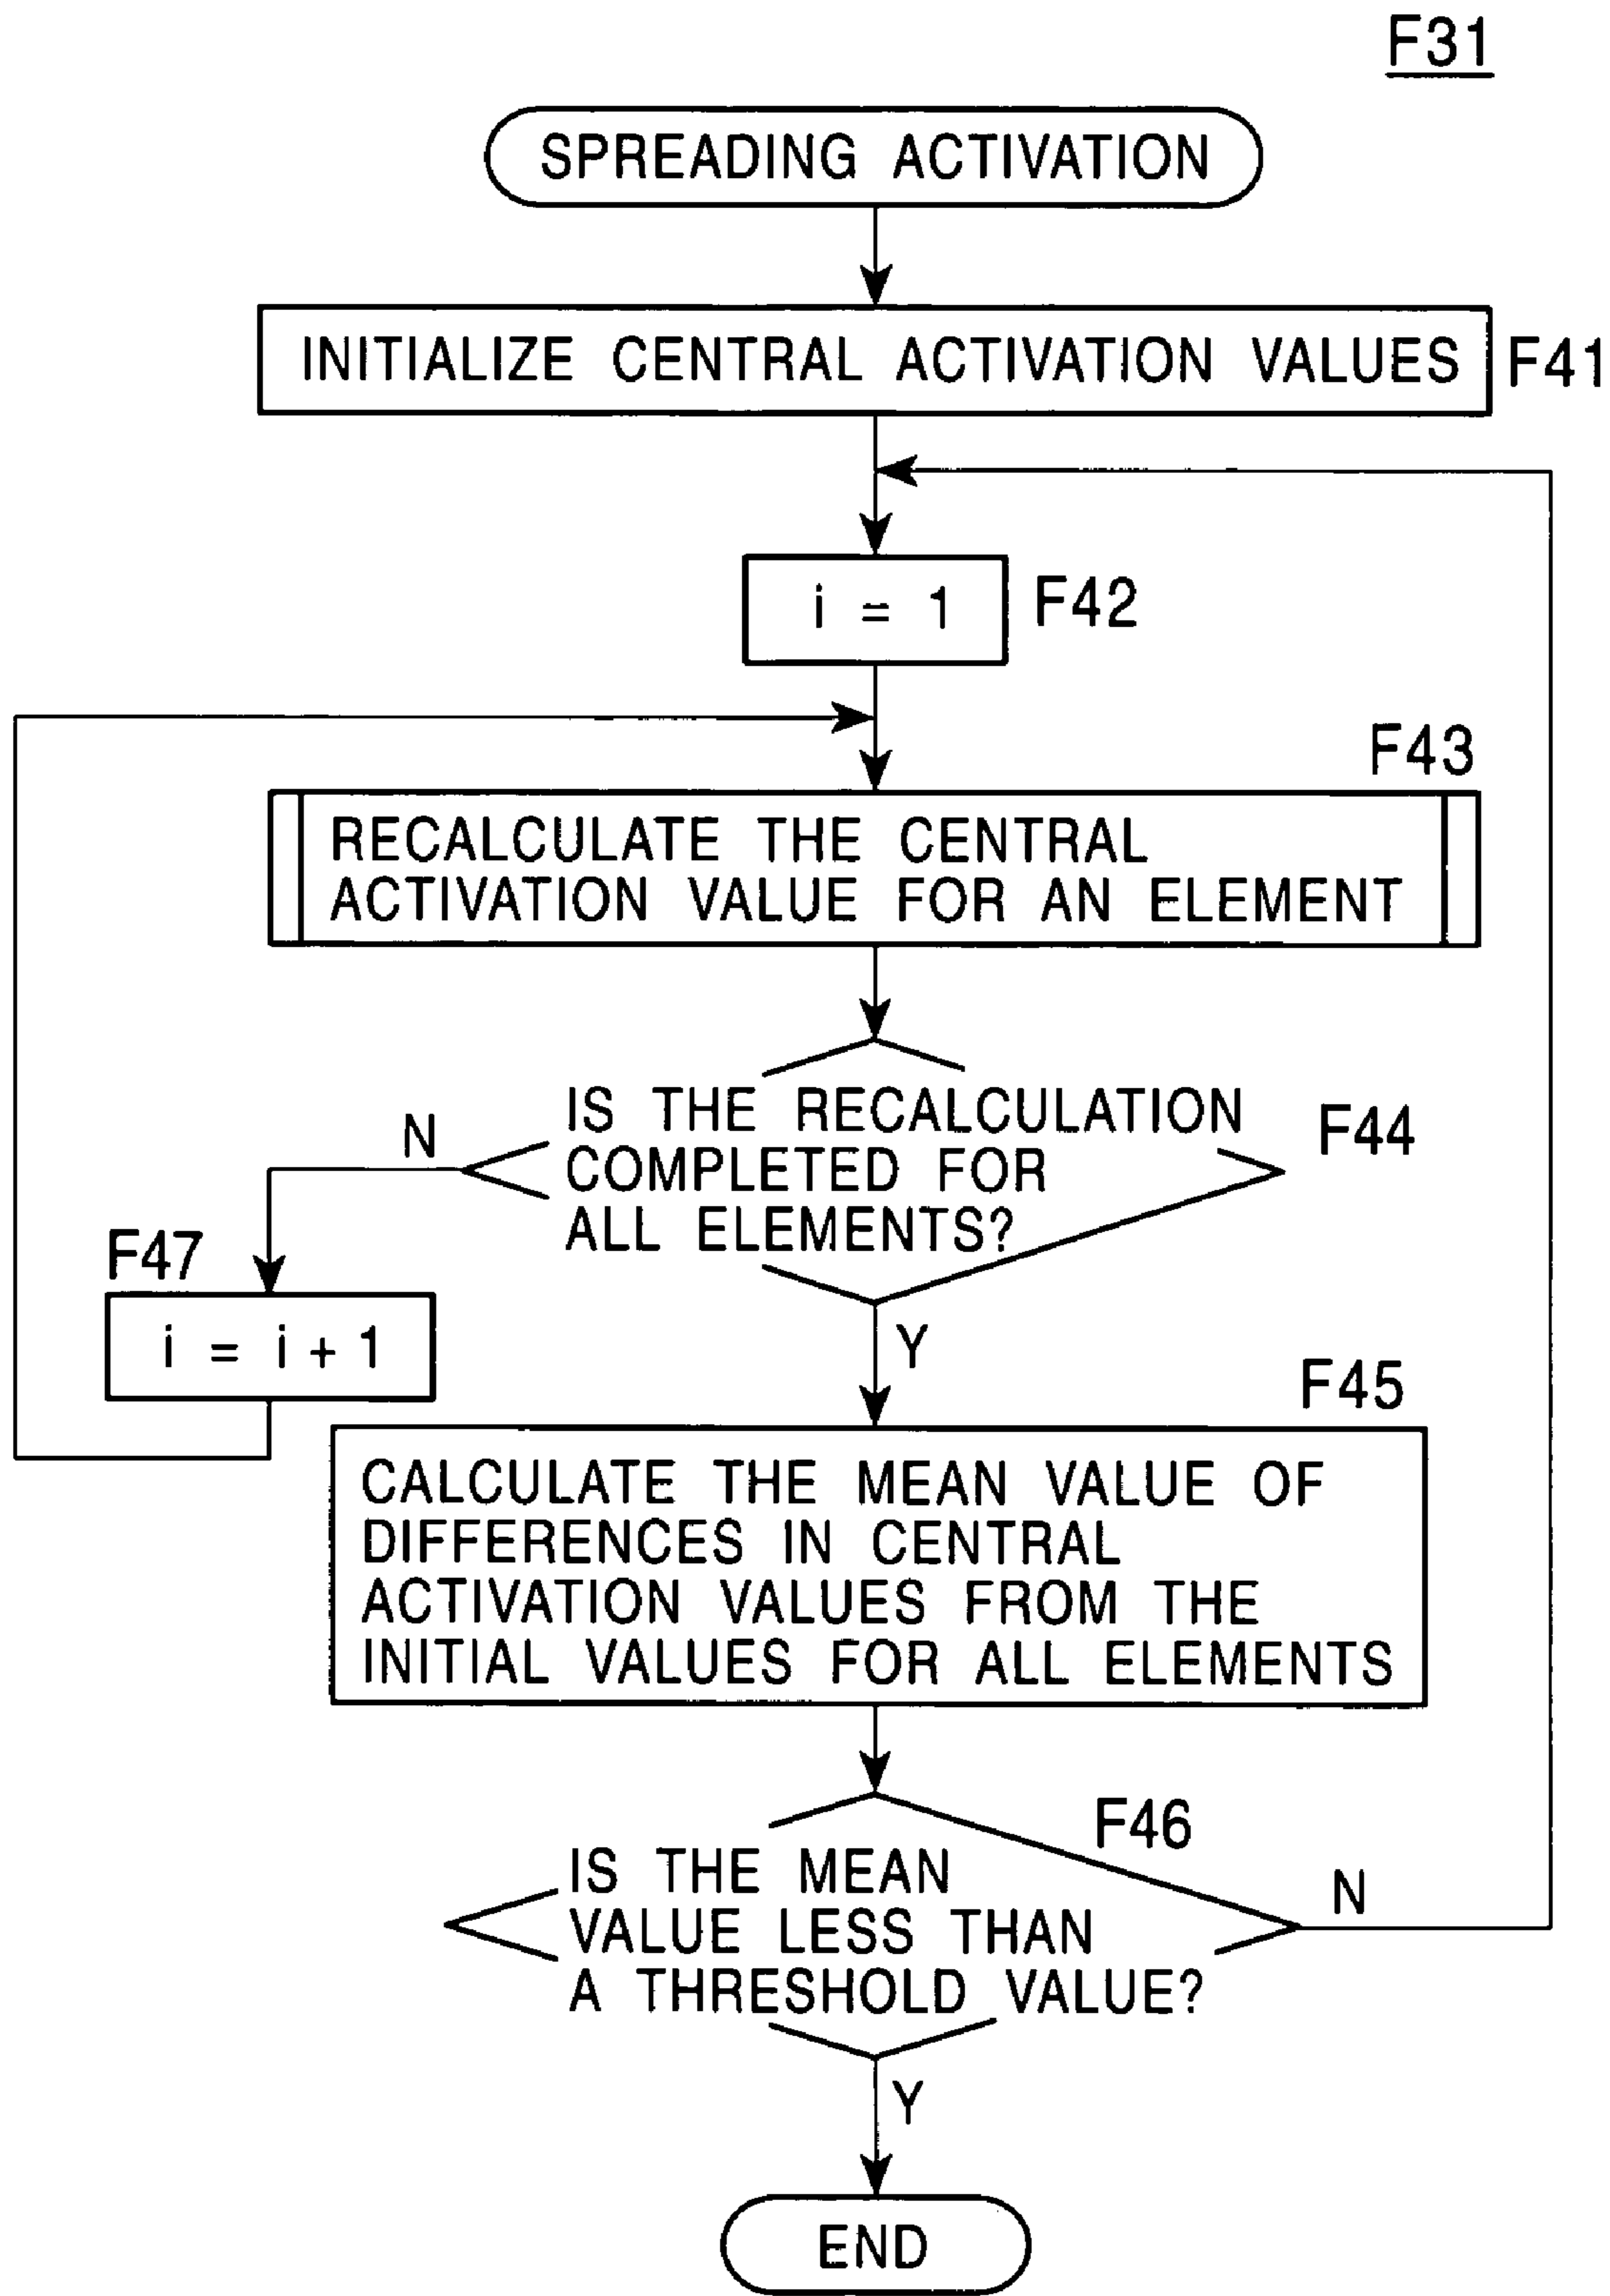 F31
SPREADING ACTIVATION
INITIALIZE CENTRAL ACTIVATION VALUES
F41
i = 1
F42
F43
RECALCULATE THE CENTRAL
ACTIVATION VALUE FOR AN ELEMENT
IS THE RECALCULATION
COMPLETED FOR
ALL ELEMENTS?
F44
N
F47
i = i + 1
Y
F45
CALCULATE THE MEAN VALUE OF
DIFFERENCES IN CENTRAL
ACTIVATION VALUES FROM THE
INITIAL VALUES FOR ALL ELEMENTS
F46
IS THE MEAN
VALUE LESS THAN
A THRESHOLD VALUE?
N
Y
END